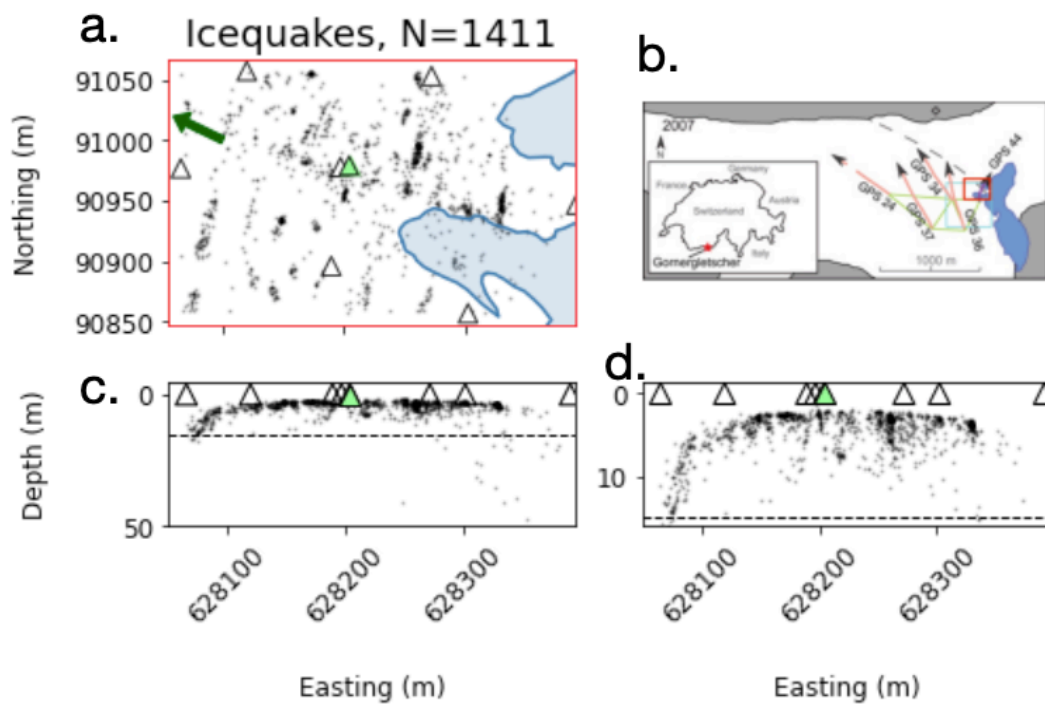 a.
Icequakes, N=1411
91050
91000
90950
90900
90850
Northing (m)
b.
2007
N
Germany
France
Austria
Switzerland
Italy
Gornergletscher
GPS 24
GPS 37
GPS 34
GPS 36
GPS 44
1000 m
c.
0
50
Depth (m)
628100
628200
628300
Easting (m)
d.
0
10
628100
628200
628300
Easting (m)